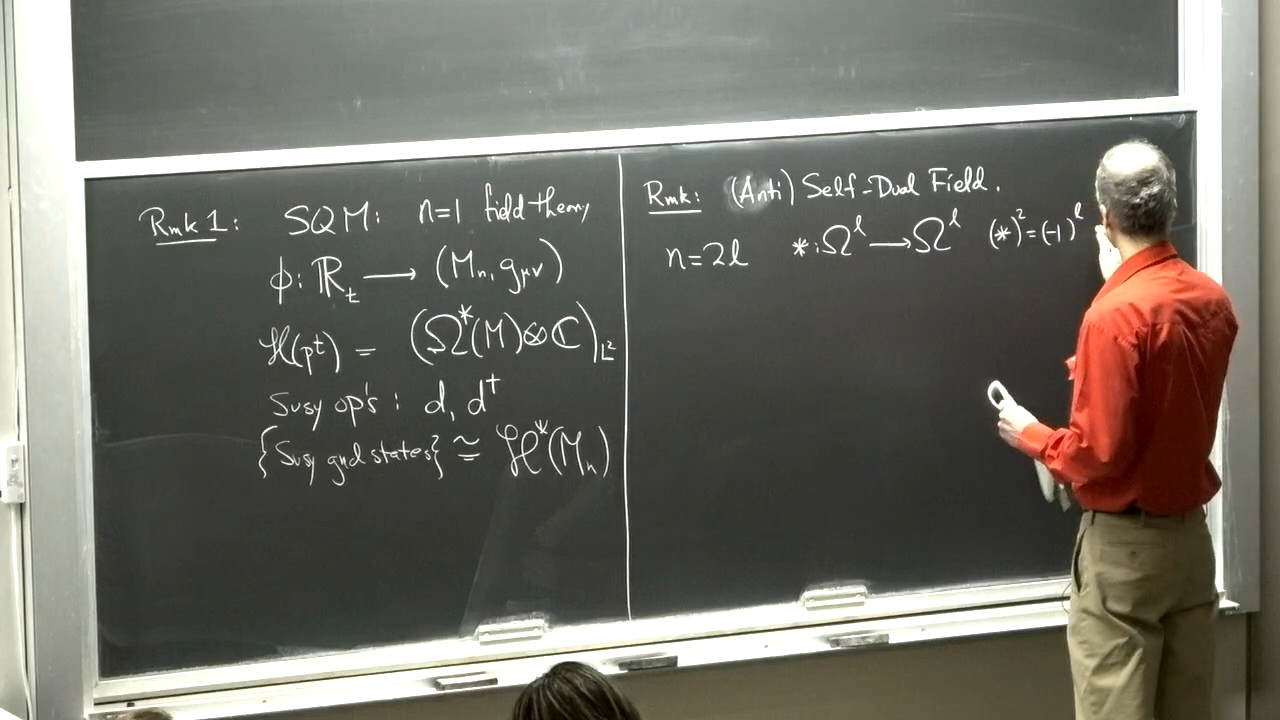 Rmk 1: SQM: n=1 field theory
ϕ: ℝ_t ⟶ (M_n, g_μν)
ℋ(pt) = (Ω*(M)⊗ℂ)_L²
Susy op's: d, d†
{Susy gnd states} ≅ ℋ*(M_n)
Rmk: (Anti) Self-Dual Field.
n=2ℓ *:Ω^ℓ ⟶ Ω^ℓ (*)²=(-1)^ℓ